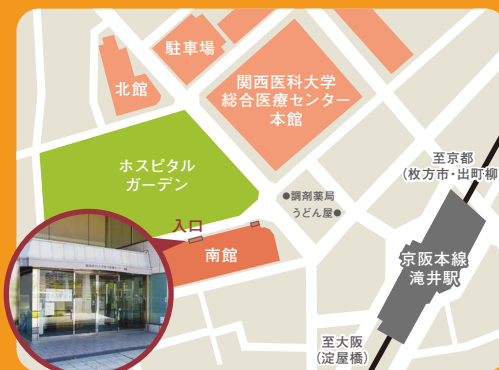 駐車場
北館
関西医科大学
総合医療センター
本館
ホスピタル
ガーデン
至京都
(枚方市・出町柳
●調剤薬局
うどん屋●
入口
南館
京阪本線
滝井駅
至大阪
(淀屋橋)